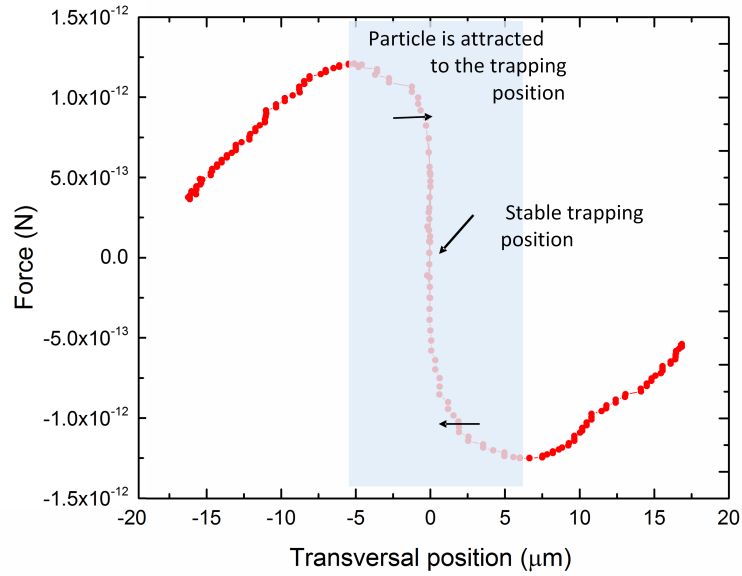 1.5x10⁻¹²
1.0x10⁻¹²
5.0x10⁻¹³
0.0
-5.0x10⁻¹³
-1.0x10⁻¹²
-1.5x10⁻¹²
Force (N)
Particle is attracted
to the trapping
position
Stable trapping
position
-20 -15 -10 -5 0 5 10 15 20
Transversal position (μm)